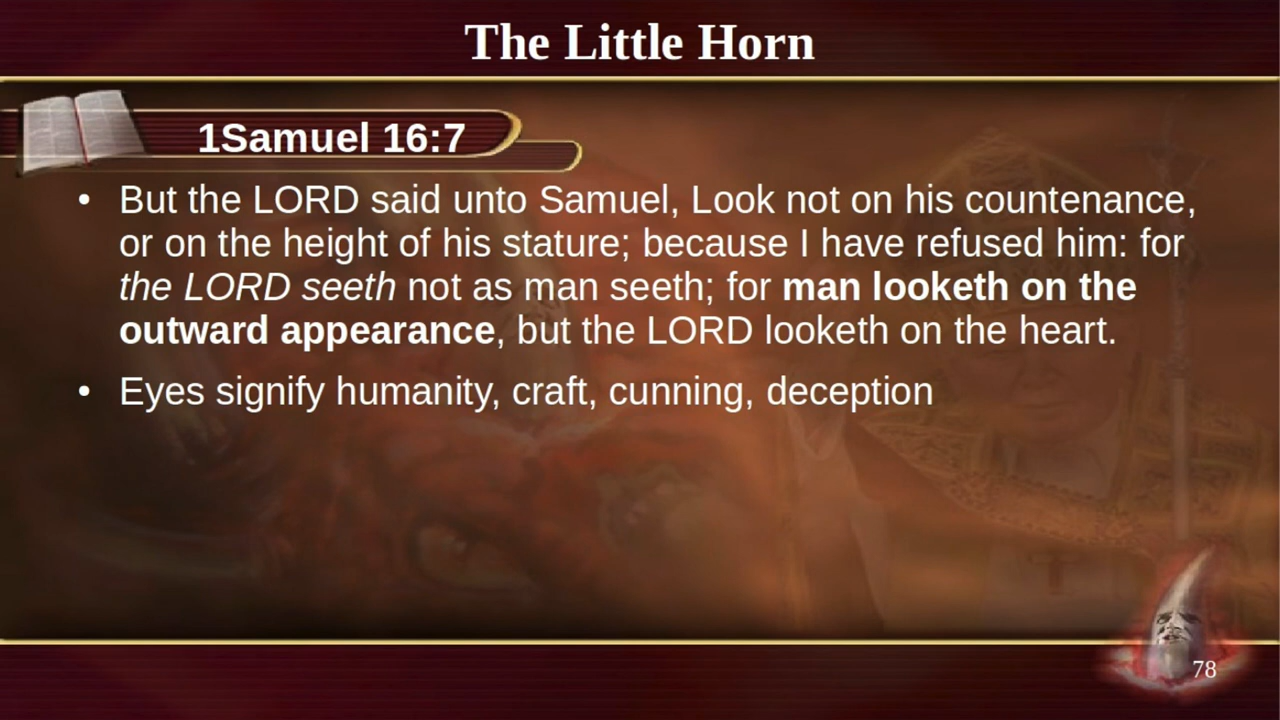 The Little Horn
1Samuel 16:7
• But the LORD said unto Samuel, Look not on his countenance,
or on the height of his stature; because I have refused him: for
the LORD seeth not as man seeth; for man looketh on the
outward appearance, but the LORD looketh on the heart.
• Eyes signify humanity, craft, cunning, deception
78